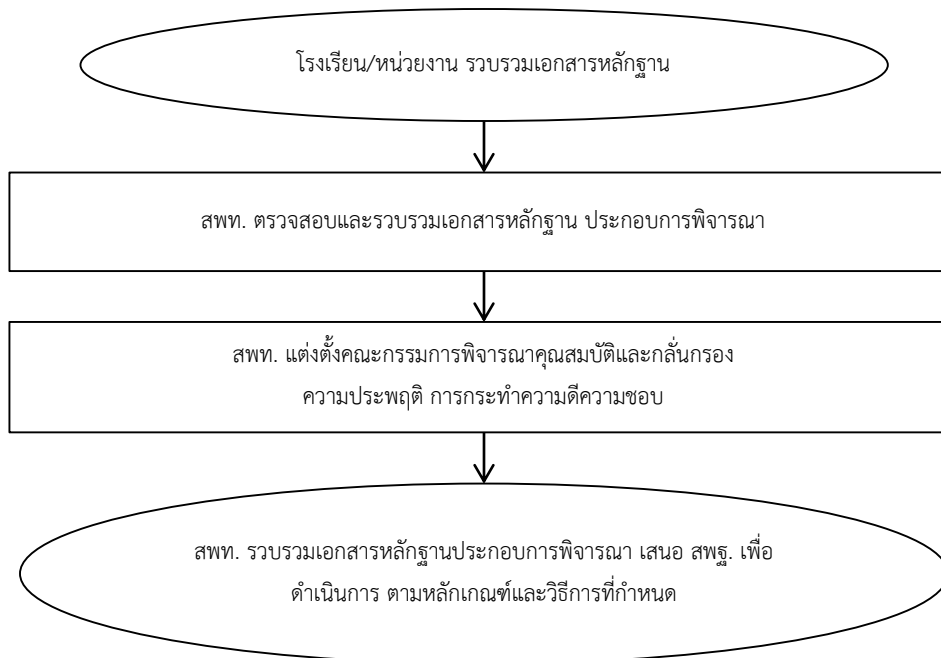 โรงเรียน/หน่วยงาน รวบรวมเอกสารหลักฐาน
สพท. ตรวจสอบและรวบรวมเอกสารหลักฐาน ประกอบการพิจารณา
สพท. แต่งตั้งคณะกรรมการพิจารณาคุณสมบัติและกลั่นกรอง
ความประพฤติ การกระทำความดีความชอบ
สพท. รวบรวมเอกสารหลักฐานประกอบการพิจารณา เสนอ สพฐ. เพื่อ
ดำเนินการ ตามหลักเกณฑ์และวิธีการที่กำหนด